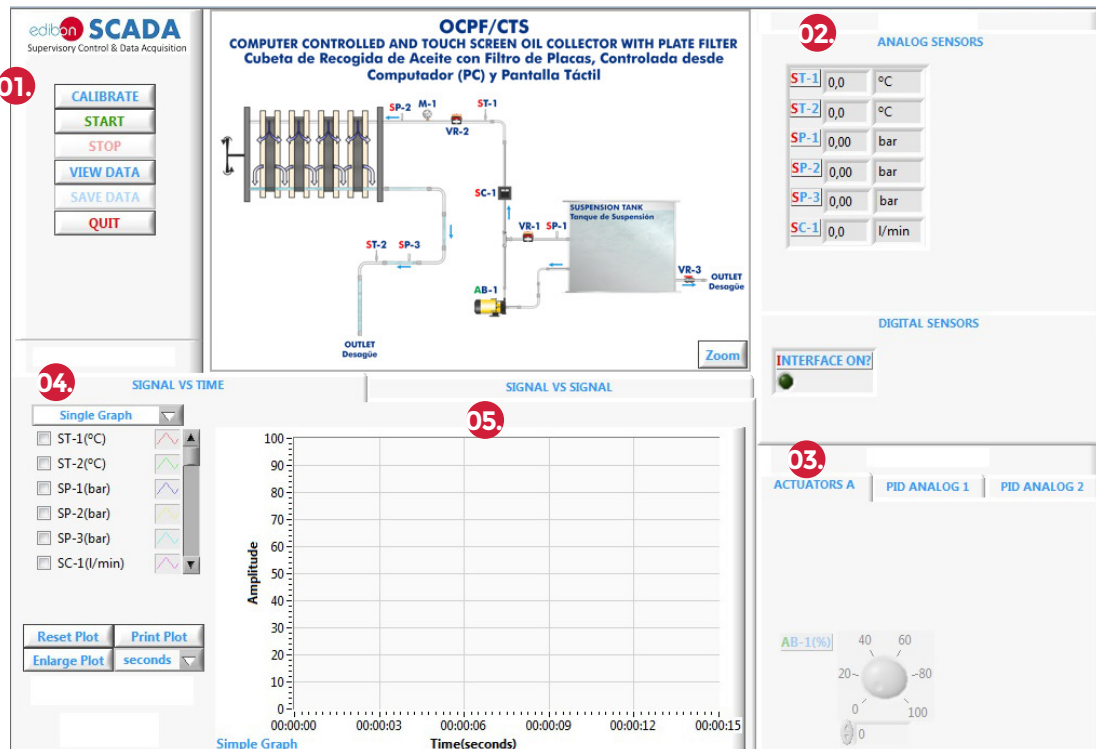 edibon SCADA
Supervisory Control & Data Acquisition
01.
CALIBRATE
START
STOP
VIEW DATA
SAVE DATA
QUIT
OCPF/CTS
COMPUTER CONTROLLED AND TOUCH SCREEN OIL COLLECTOR WITH PLATE FILTER
Cubeta de Recogida de Aceite con Filtro de Placas, Controlada desde
Computador (PC) y Pantalla Táctil
SP-2
M-1
ST-1
VR-2
SC-1
SUSPENSION TANK
Tanque de Suspensión
VR-1
SP-1
ST-2
SP-3
VR-3
OUTLET
Desagüe
AB-1
OUTLET
Desagüe
Zoom
02.
ANALOG SENSORS
ST-1 0,0 ºC
ST-2 0,0 ºC
SP-1 0,00 bar
SP-2 0,00 bar
SP-3 0,00 bar
SC-1 0,0 l/min
DIGITAL SENSORS
INTERFACE ON?
03.
ACTUATORS A
PID ANALOG 1
PID ANALOG 2
AB-1(%)
0
20
40
60
80
100
0
04.
SIGNAL VS TIME
SIGNAL VS SIGNAL
Single Graph
ST-1(ºC)
ST-2(ºC)
SP-1(bar)
SP-2(bar)
SP-3(bar)
SC-1(l/min)
Reset Plot
Print Plot
Enlarge Plot
seconds
05.
Amplitude
100
90
80
70
60
50
40
30
20
10
0
00:00:00
00:00:03
00:00:06
00:00:09
00:00:12
00:00:15
Simple Graph
Time(seconds)